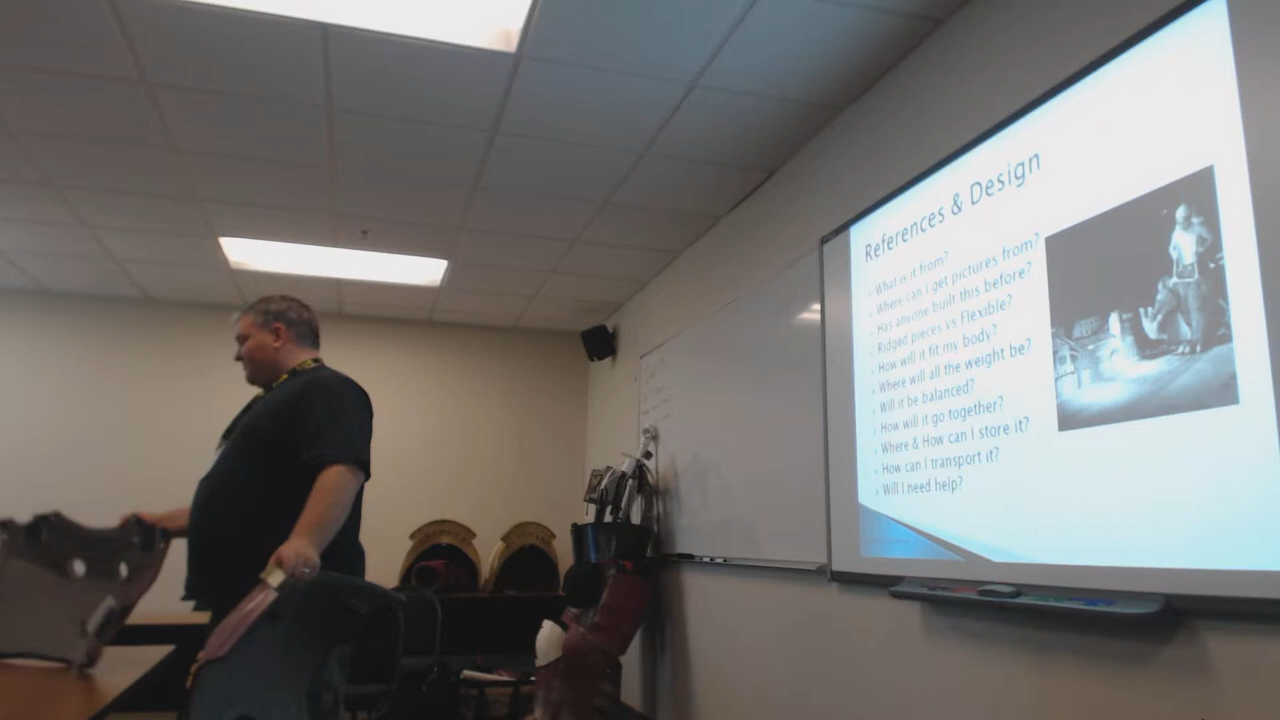 References & Design
What is it from?
Where can I get pictures from?
Has anyone built this before?
Ridged pieces vs Flexible?
How will it fit my body?
Where will all the weight be?
Will it be balanced?
How will it go together?
Where & How can I store it?
How can I transport it?
Will I need help?